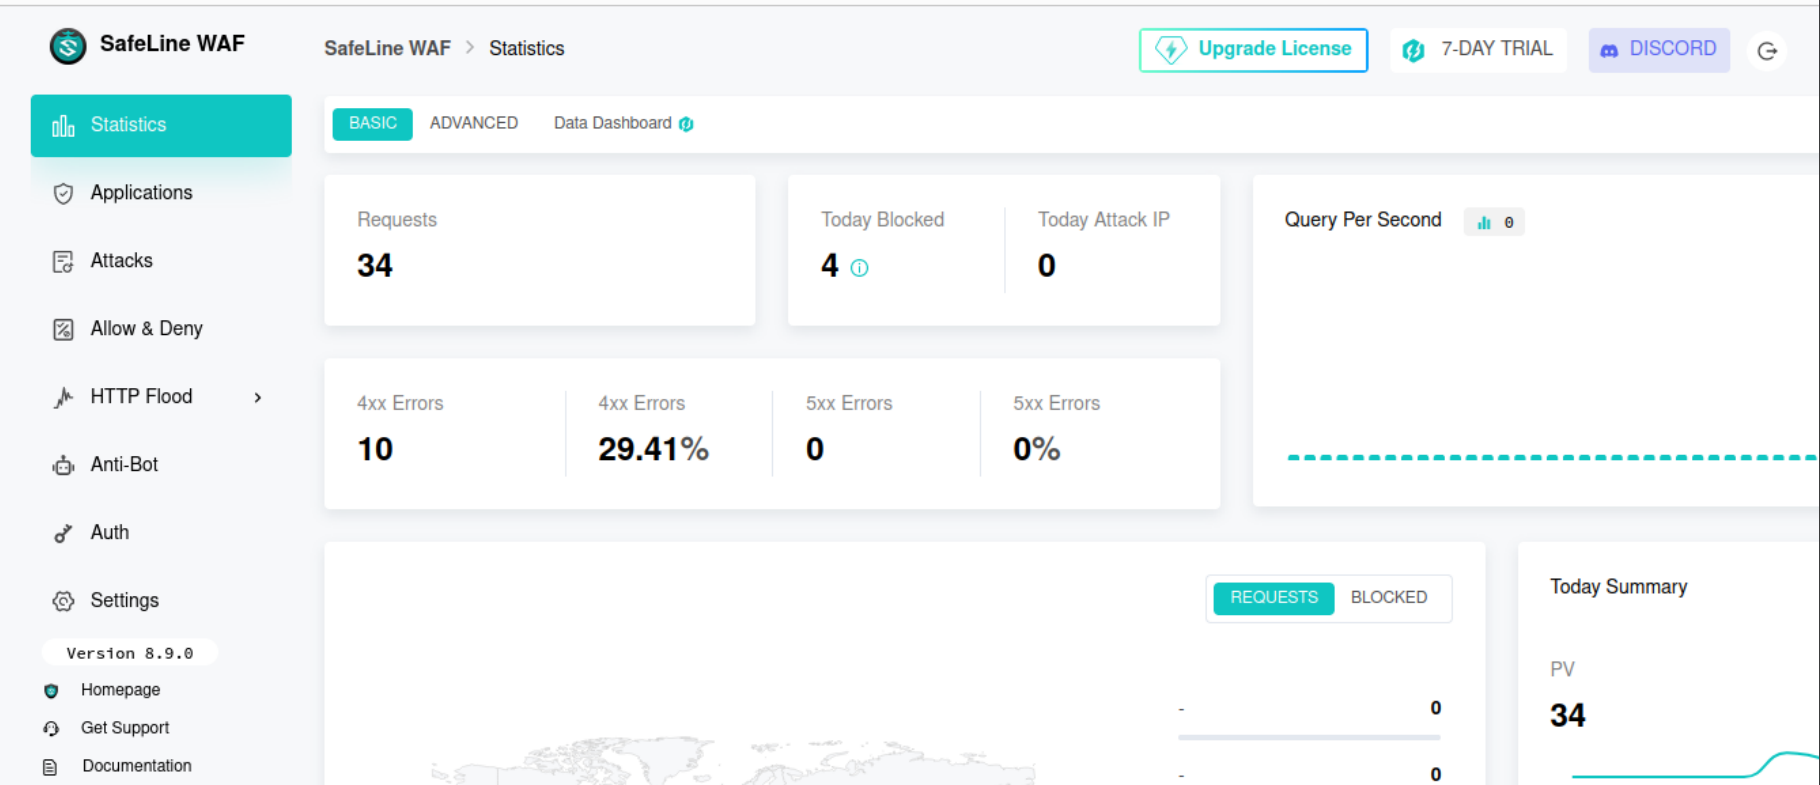 SafeLine WAF
SafeLine WAF > Statistics
Upgrade License
7-DAY TRIAL
DISCORD
Statistics
Applications
Attacks
Allow & Deny
HTTP Flood
Anti-Bot
Auth
Settings
Version 8.9.0
Homepage
Get Support
Documentation
BASIC
ADVANCED
Data Dashboard
Requests
34
Today Blocked
4
Today Attack IP
0
Query Per Second
0
4xx Errors
10
4xx Errors
29.41%
5xx Errors
0
5xx Errors
0%
REQUESTS
BLOCKED
- 0
- 0
Today Summary
PV
34